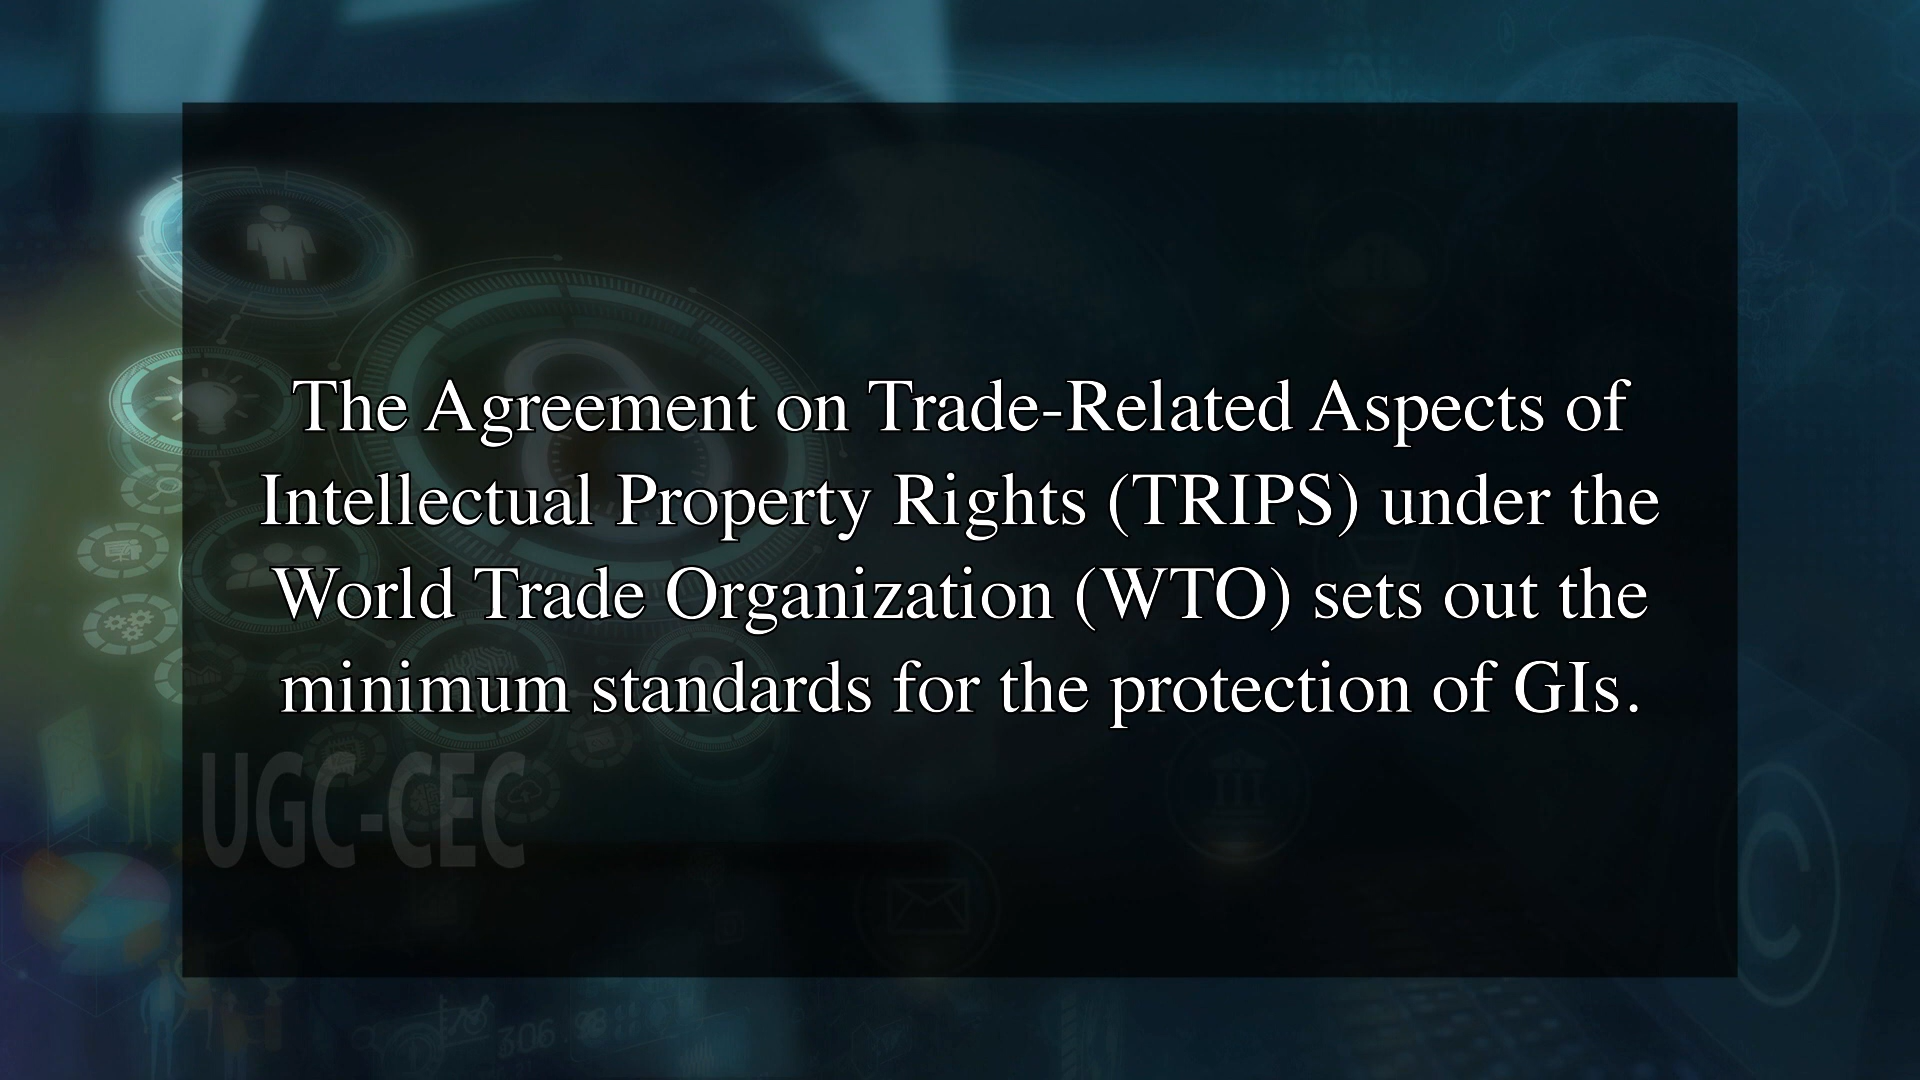 The Agreement on Trade-Related Aspects of
Intellectual Property Rights (TRIPS) under the
World Trade Organization (WTO) sets out the
minimum standards for the protection of GIs.
UGC-CEC
©